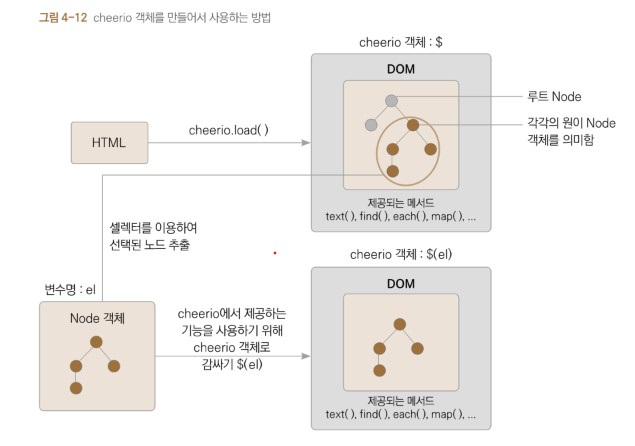 그림 4-12 cheerio 객체를 만들어서 사용하는 방법
cheerio 객체 : $
DOM
루트 Node
각각의 원이 Node
객체를 의미함
HTML
cheerio.load( )
제공되는 메서드
text( ), find( ), each( ), map( ), ...
셀렉터를 이용하여
선택된 노드 추출
cheerio 객체 : $(el)
변수명 : el
Node 객체
cheerio에서 제공하는
기능을 사용하기 위해
cheerio 객체로
감싸기 $(el)
DOM
제공되는 메서드
text( ), find( ), each( ), map( ), ...